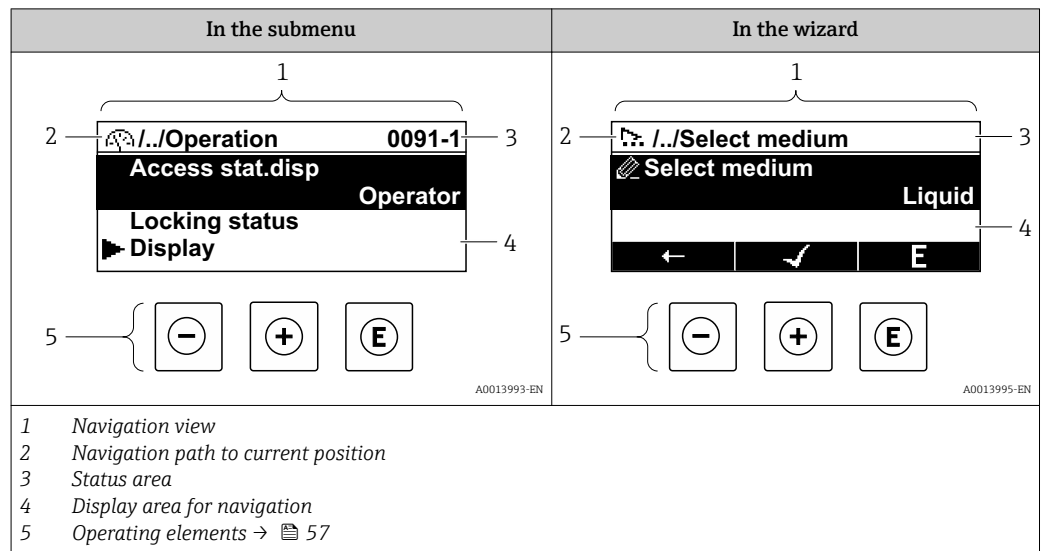 In the submenu
In the wizard
1
2
/../Operation 0091-1
3
Access stat.disp
Operator
Locking status
Display
4
5
- + E
A0013993-EN
1
2
/../Select medium
3
Select medium
Liquid
4
← ✓ E
5
- + E
A0013995-EN
1 Navigation view
2 Navigation path to current position
3 Status area
4 Display area for navigation
5 Operating elements → 57